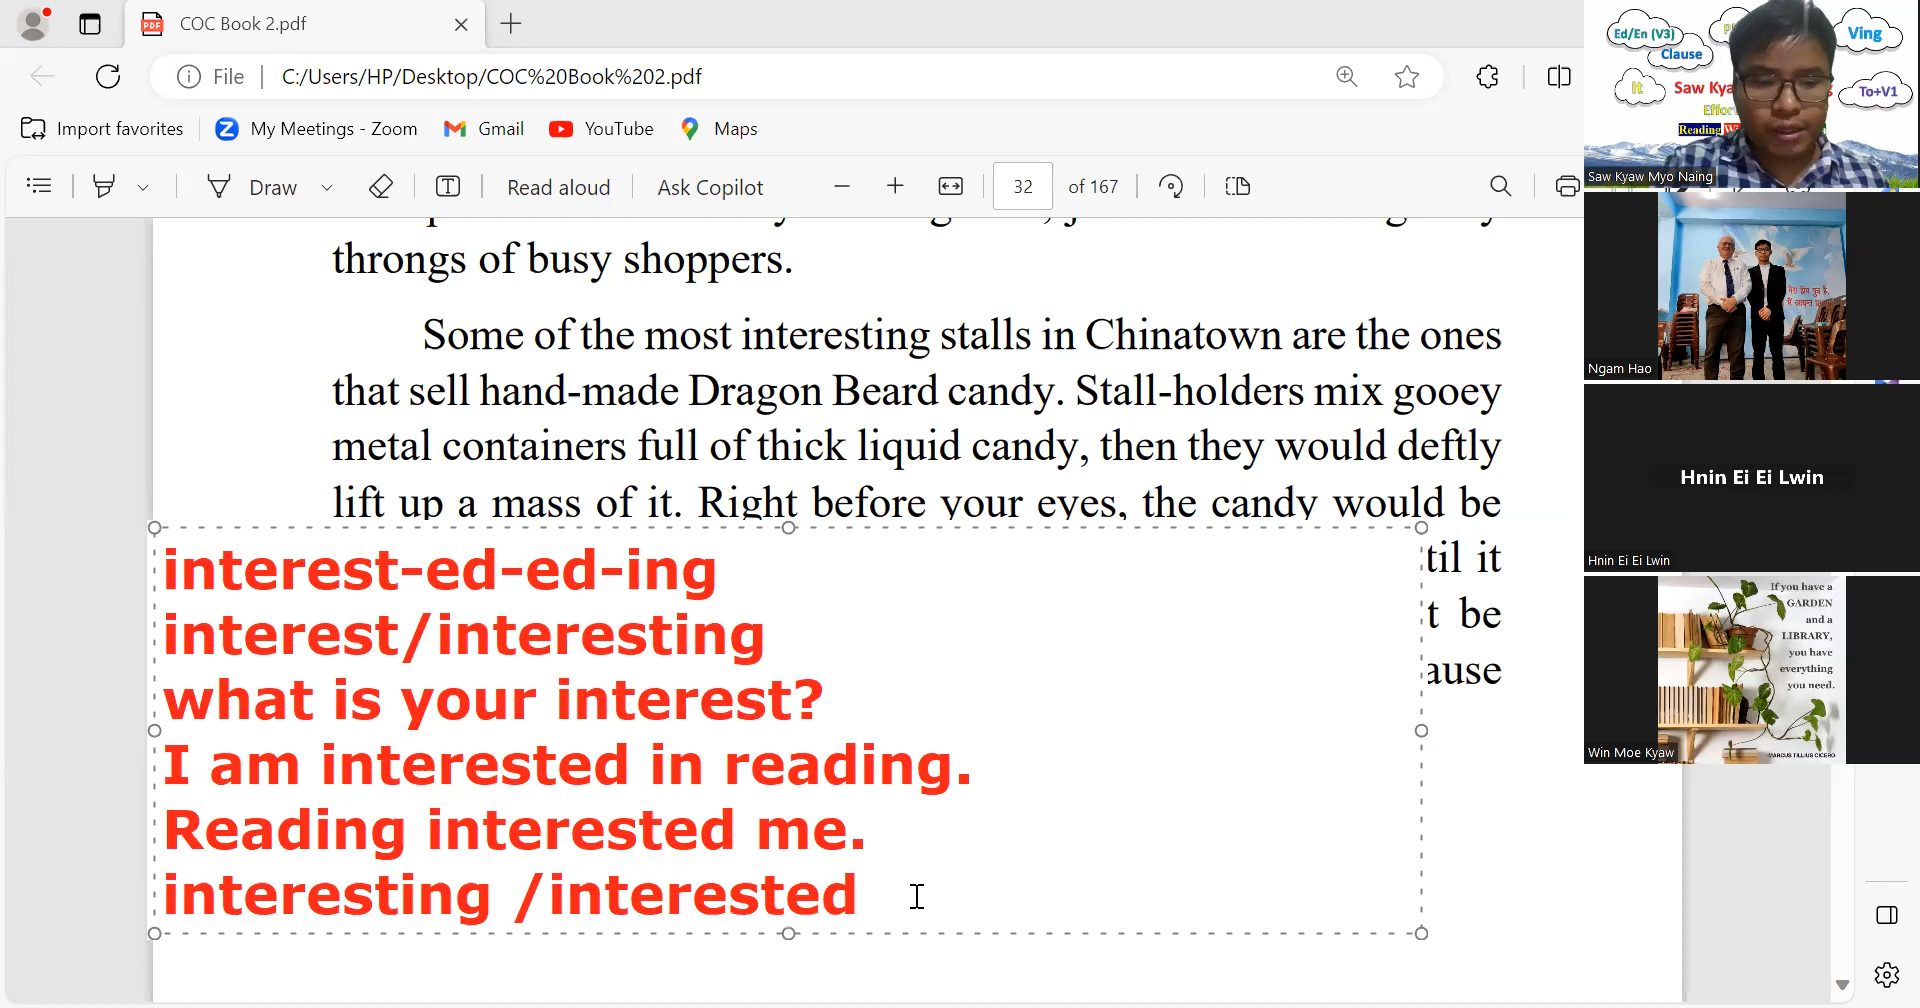 COC Book 2.pdf
File
C:/Users/HP/Desktop/COC%20Book%202.pdf
Import favorites
My Meetings - Zoom
Gmail
YouTube
Maps
Draw
Read aloud
Ask Copilot
32
of 167
throngs of busy shoppers.
Some of the most interesting stalls in Chinatown are the ones
that sell hand-made Dragon Beard candy. Stall-holders mix gooey
metal containers full of thick liquid candy, then they would deftly
lift up a mass of it. Right before your eyes, the candy would be
til it
t be
ause
interest-ed-ed-ing
interest/interesting
what is your interest?
I am interested in reading.
Reading interested me.
interesting /interested
Ed/En (V3)
Ving
Clause
It
Saw Kya
To+V1
Effor
Reading
Saw Kyaw Myo Naing
Ngam Hao
Hnin Ei Ei Lwin
Hnin Ei Ei Lwin
If you have a
GARDEN
and a
LIBRARY,
you have
everything
you need.
MARCUS TILLIUS CICERO
Win Moe Kyaw